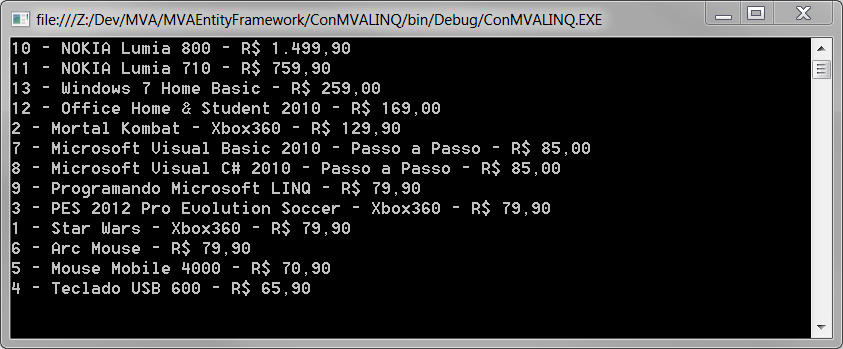 file:///Z:/Dev/MVA/MVAEntityFramework/ConMVALINQ/bin/Debug/ConMVALINQ.EXE
10 - NOKIA Lumia 800 - R$ 1.499,90
11 - NOKIA Lumia 710 - R$ 759,90
13 - Windows 7 Home Basic - R$ 259,00
12 - Office Home & Student 2010 - R$ 169,00
2 - Mortal Kombat - Xbox360 - R$ 129,90
7 - Microsoft Visual Basic 2010 - Passo a Passo - R$ 85,00
8 - Microsoft Visual C# 2010 - Passo a Passo - R$ 85,00
9 - Programando Microsoft LINQ - R$ 79,90
3 - PES 2012 Pro Evolution Soccer - Xbox360 - R$ 79,90
1 - Star Wars - Xbox360 - R$ 79,90
6 - Arc Mouse - R$ 79,90
5 - Mouse Mobile 4000 - R$ 70,90
4 - Teclado USB 600 - R$ 65,90